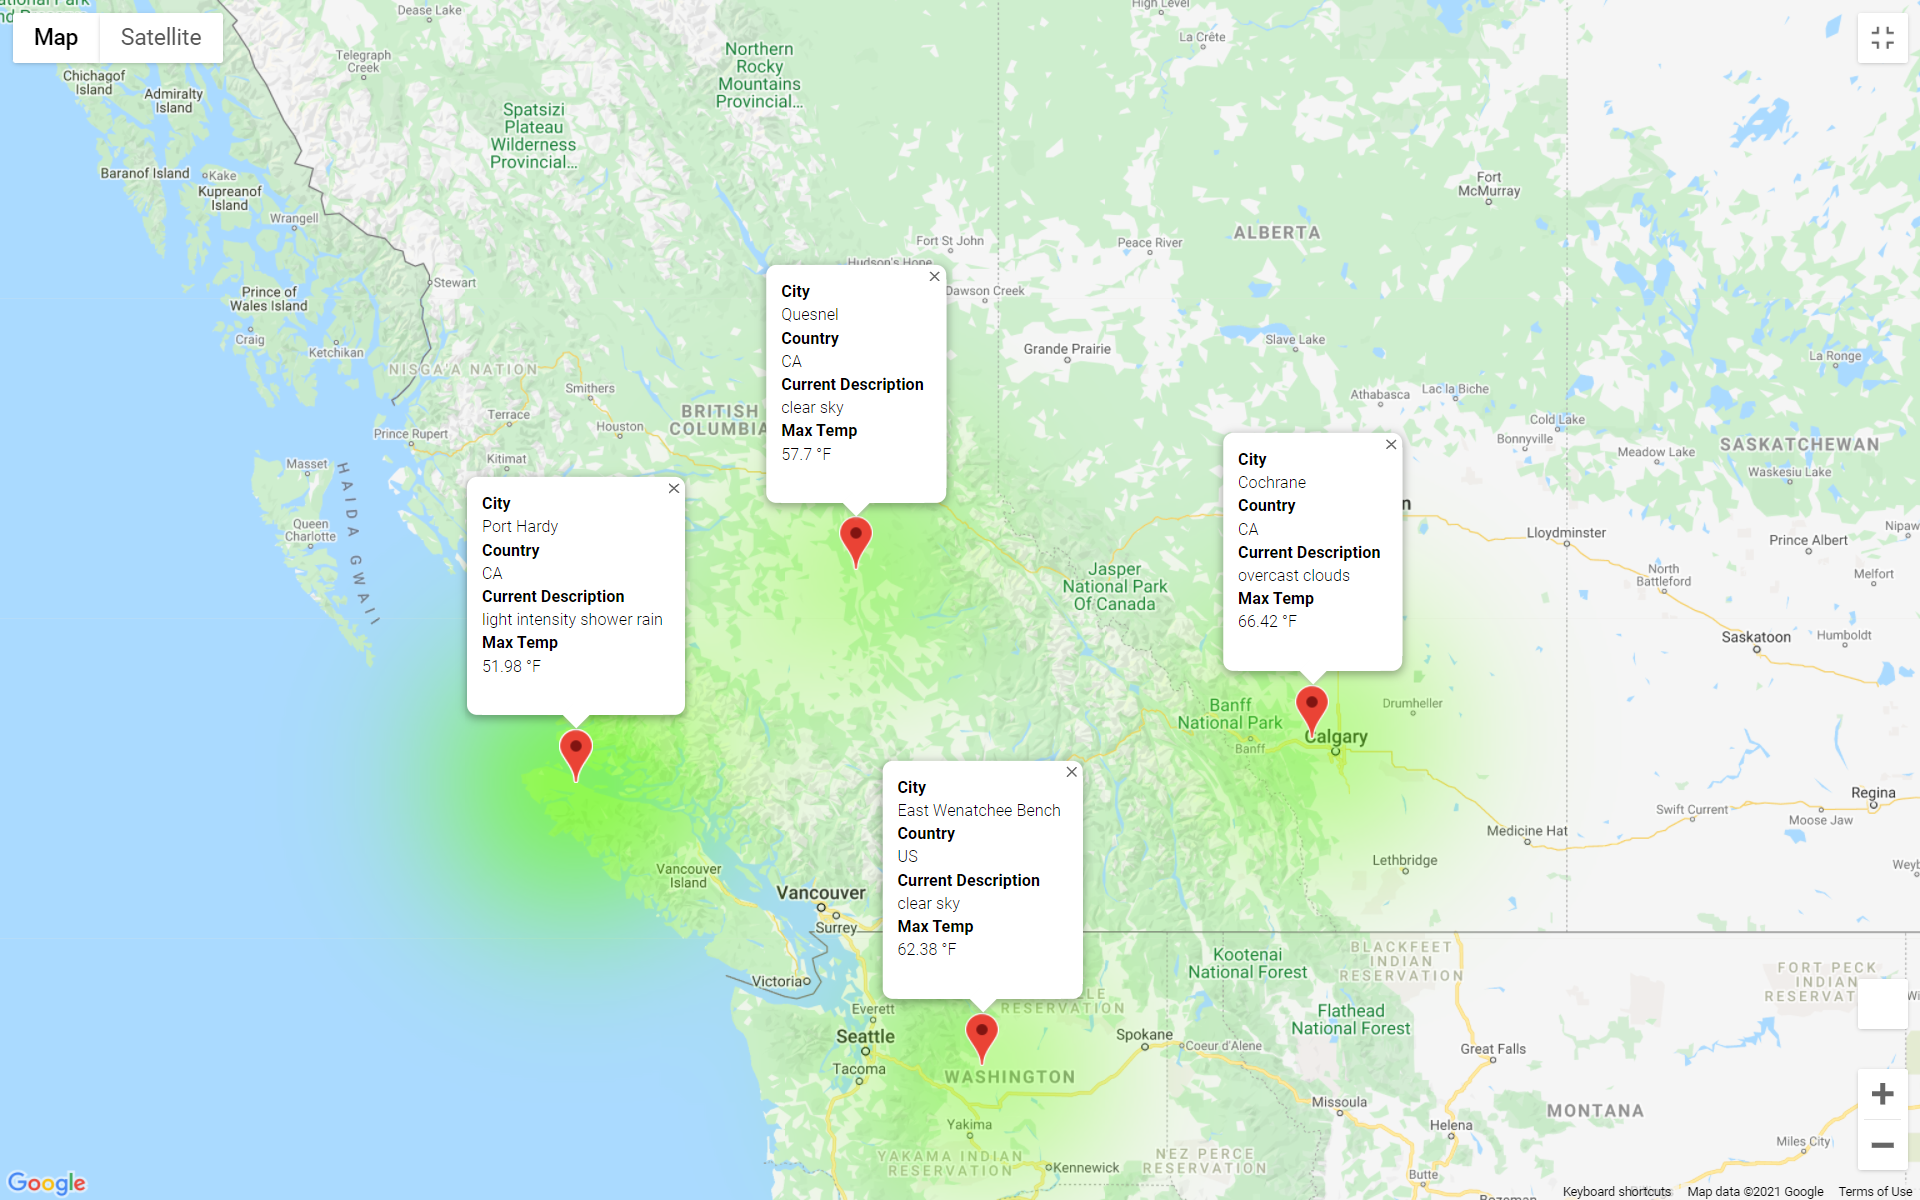 Map
Satellite
Dease Lake
High Level
La Crête
Telegraph
Creek
Northern
Rocky
Mountains
Provincial...
Chichagof
Island
Admiralty
Island
Spatsizi
Plateau
Wilderness
Provincial...
Baranof Island
Kake
Kupreanof
Island
Wrangell
Fort
McMurray
ALBERTA
Fort St John
Peace River
Hudson's Hope
Dawson Creek
Stewart
Prince of
Wales Island
Craig
Ketchikan
NISGA'A NATION
Grande Prairie
Slave Lake
La Ronge
Smithers
Athabasca
Lac la Biche
Terrace
Houston
BRITISH
COLUMBIA
Prince Rupert
Kitimat
Cold Lake
Bonnyville
Meadow Lake
SASKATCHEWAN
Waskesiu Lake
City
Quesnel
Country
CA
Current Description
clear sky
Max Temp
57.7 °F
Masset
HAIDA GWAII
Queen
Charlotte
City
Port Hardy
Country
CA
Current Description
light intensity shower rain
Max Temp
51.98 °F
City
Cochrane
Country
CA
Current Description
overcast clouds
Max Temp
66.42 °F
n
Lloydminster
Prince Albert
Nipaw
North
Battleford
Melfort
Jasper
National Park
Of Canada
Saskatoon
Humboldt
Banff
National Park
Banff
Calgary
Drumheller
Regina
Swift Current
Moose Jaw
Medicine Hat
Lethbridge
Weyb
Vancouver
Island
Vancouver
Surrey
Victoria
City
East Wenatchee Bench
Country
US
Current Description
clear sky
Max Temp
62.38 °F
Kootenai
National Forest
BLACKFEET
INDIAN
RESERVATION
FORT PECK
INDIAN
RESERVAT
Wi
LLE
RESERVATION
Everett
Seattle
Tacoma
Spokane
Coeur d'Alene
Flathead
National Forest
Great Falls
WASHINGTON
Missoula
Helena
MONTANA
Yakima
YAKAMA INDIAN
RESERVATION
Kennewick
NEZ PERCE
RESERVATION
Miles City
Butte
Bozeman
Google
Keyboard shortcuts
Map data ©2021 Google
Terms of Use